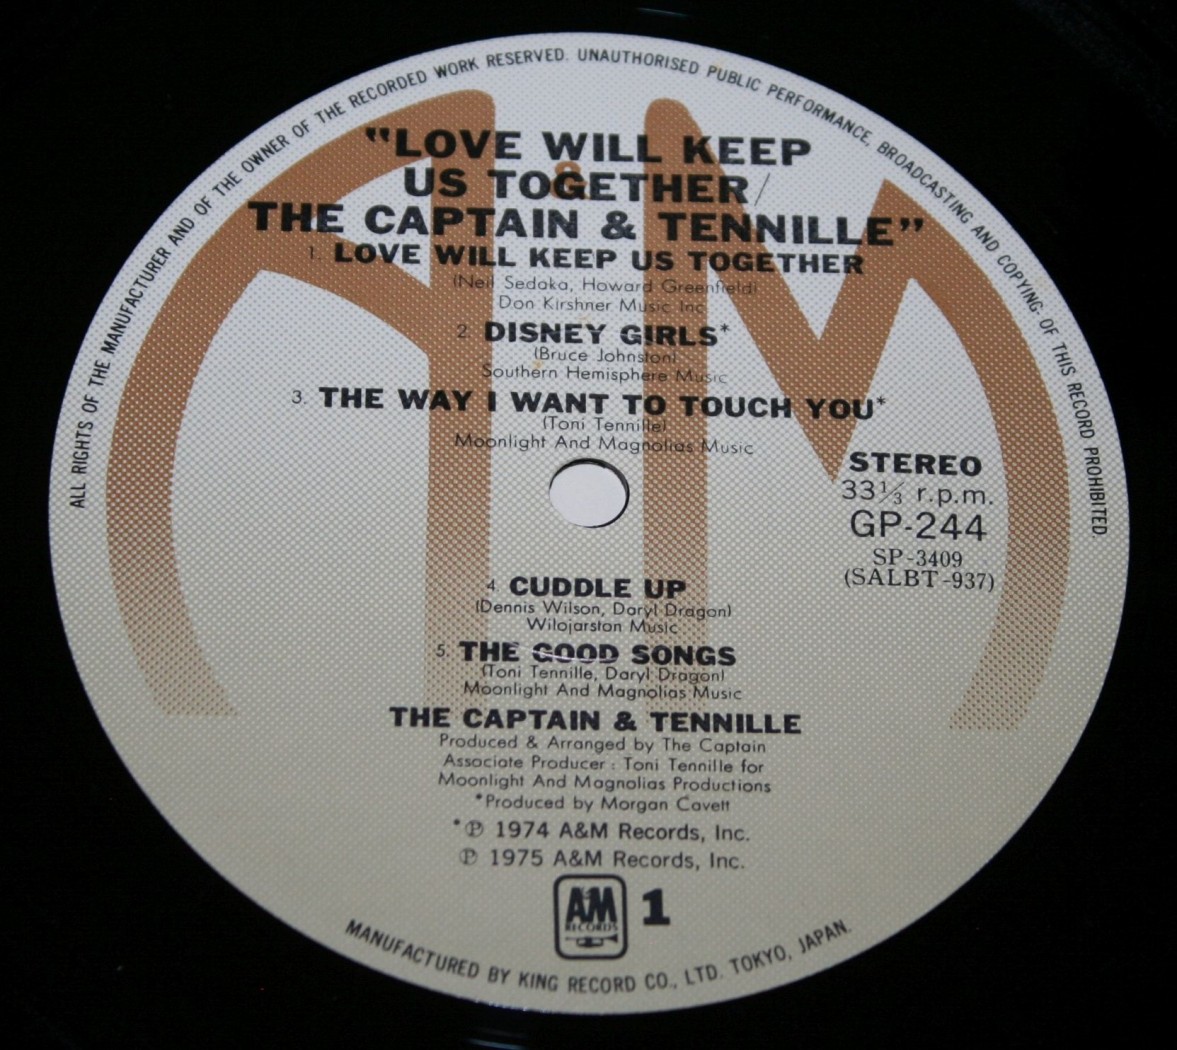 ALL RIGHTS OF THE MANUFACTURER AND OF THE OWNER OF THE RECORDED WORK RESERVED. UNAUTHORISED PUBLIC PERFORMANCE, BROADCASTING AND COPYING OF THIS RECORD PROHIBITED.
"LOVE WILL KEEP
US TOGETHER/
THE CAPTAIN & TENNILLE"
1. LOVE WILL KEEP US TOGETHER
(Neil Sedaka, Howard Greenfield)
Don Kirshner Music Inc
2. DISNEY GIRLS*
(Bruce Johnston)
Southern Hemisphere Music
3. THE WAY I WANT TO TOUCH YOU*
(Toni Tennille)
Moonlight And Magnolias Music
STEREO
33⅓ r.p.m.
GP-244
SP-3409
(SALBT-937)
4. CUDDLE UP
(Dennis Wilson, Daryl Dragon)
Wilojarston Music
5. THE GOOD SONGS
(Toni Tennille, Daryl Dragon)
Moonlight And Magnolias Music
THE CAPTAIN & TENNILLE
Produced & Arranged by The Captain
Associate Producer : Toni Tennille for
Moonlight And Magnolias Productions
*Produced by Morgan Cavett
*℗ 1974 A&M Records, Inc.
℗ 1975 A&M Records, Inc.
A&M RECORDS 1
MANUFACTURED BY KING RECORD CO., LTD. TOKYO, JAPAN.